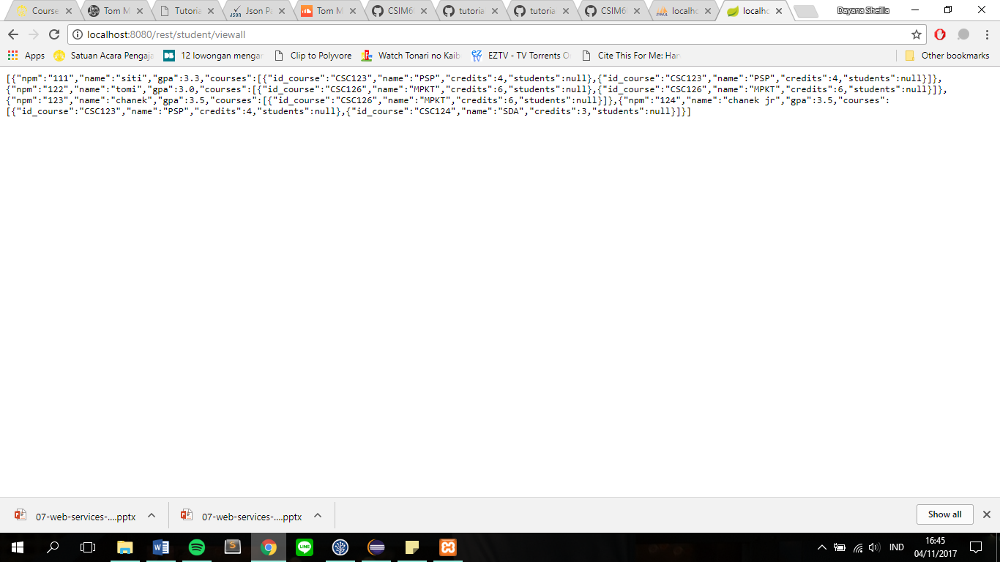 Course
Tom M
Tutoria
Json Pa
Tom M
CSIM6
tutoria
tutoria
CSIM6
localho
localho
Dayana Sheilla
localhost:8080/rest/student/viewall
Apps
Satuan Acara Pengaja
12 lowongan mengar
Clip to Polyvore
Watch Tonari no Kaib
EZTV - TV Torrents O
Cite This For Me: Har
Other bookmarks
[{"npm":"111","name":"siti","gpa":3.3,"courses":[{"id_course":"CSC123","name":"PSP","credits":4,"students":null},{"id_course":"CSC123","name":"PSP","credits":4,"students":null}]},
{"npm":"122","name":"tomi","gpa":3.0,"courses":[{"id_course":"CSC126","name":"MPKT","credits":6,"students":null},{"id_course":"CSC126","name":"MPKT","credits":6,"students":null}]},
{"npm":"123","name":"chanek","gpa":3.5,"courses":[{"id_course":"CSC126","name":"MPKT","credits":6,"students":null}]},{"npm":"124","name":"chanek jr","gpa":3.5,"courses":
[{"id_course":"CSC123","name":"PSP","credits":4,"students":null},{"id_course":"CSC124","name":"SDA","credits":3,"students":null}]}]
07-web-services-....pptx
07-web-services-....pptx
Show all
IND
16:45
04/11/2017